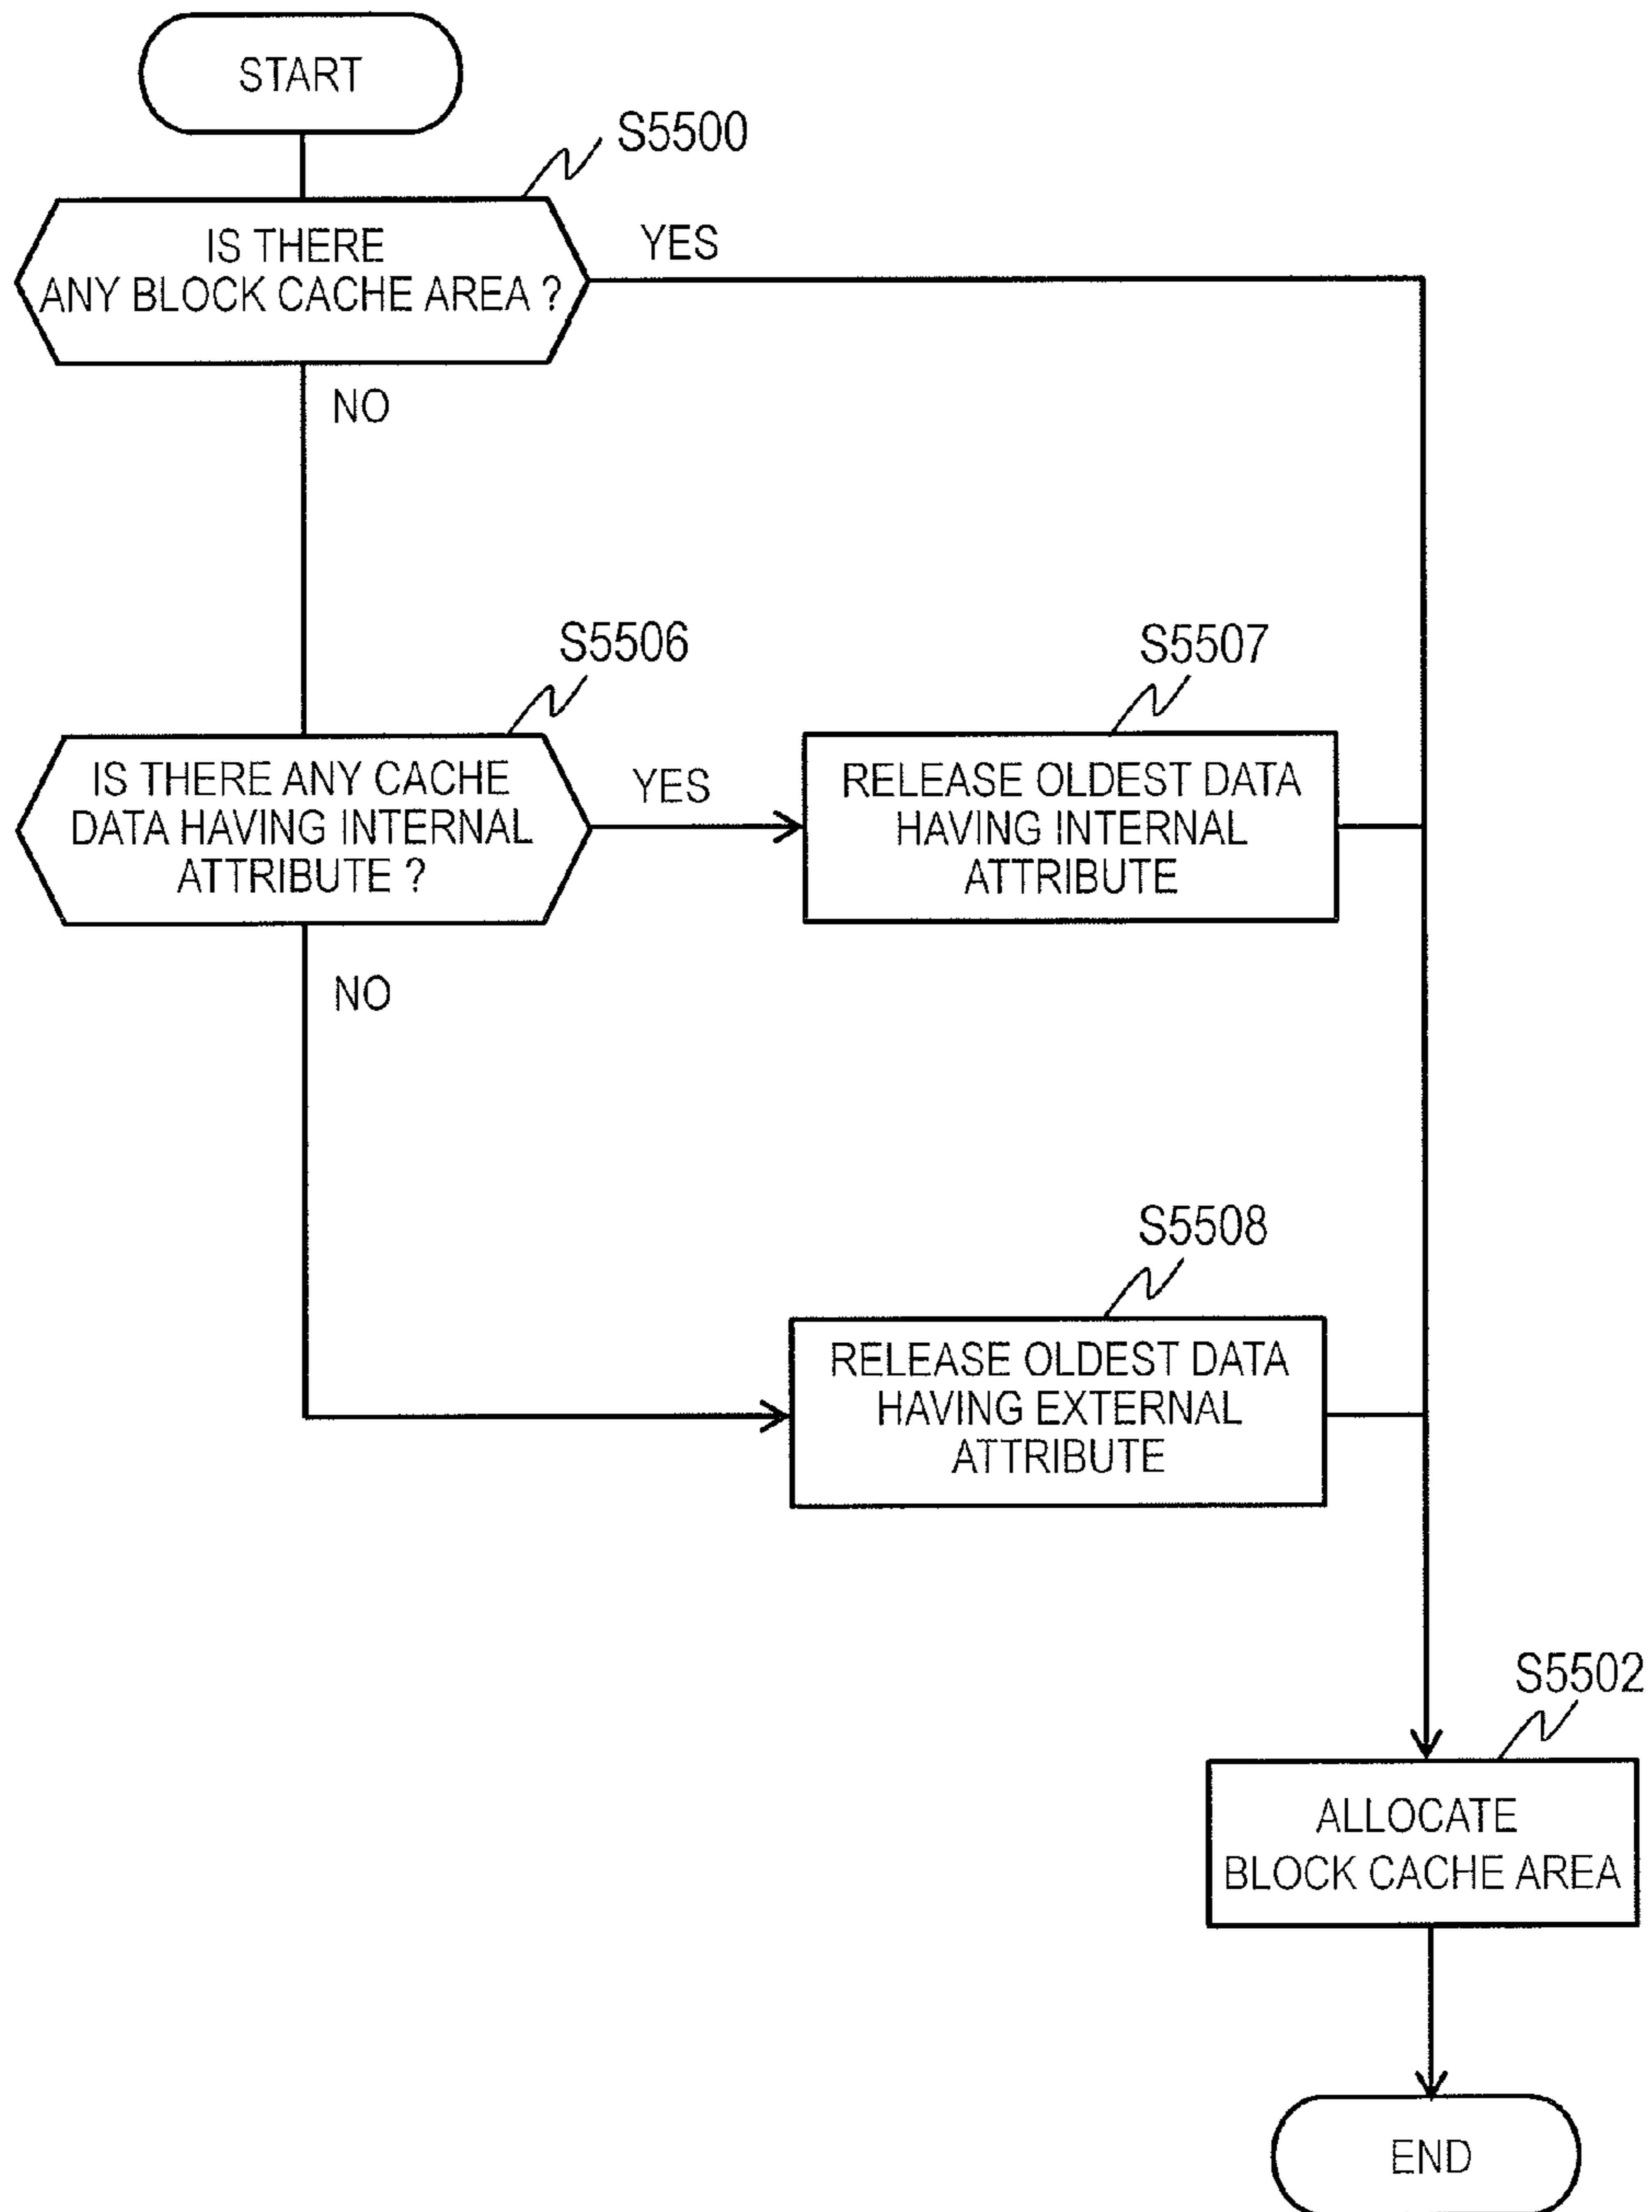 START
S5500
IS THERE
ANY BLOCK CACHE AREA ?
YES
NO
S5506
IS THERE ANY CACHE
DATA HAVING INTERNAL
ATTRIBUTE ?
YES
NO
S5507
RELEASE OLDEST DATA
HAVING INTERNAL
ATTRIBUTE
S5508
RELEASE OLDEST DATA
HAVING EXTERNAL
ATTRIBUTE
S5502
ALLOCATE
BLOCK CACHE AREA
END